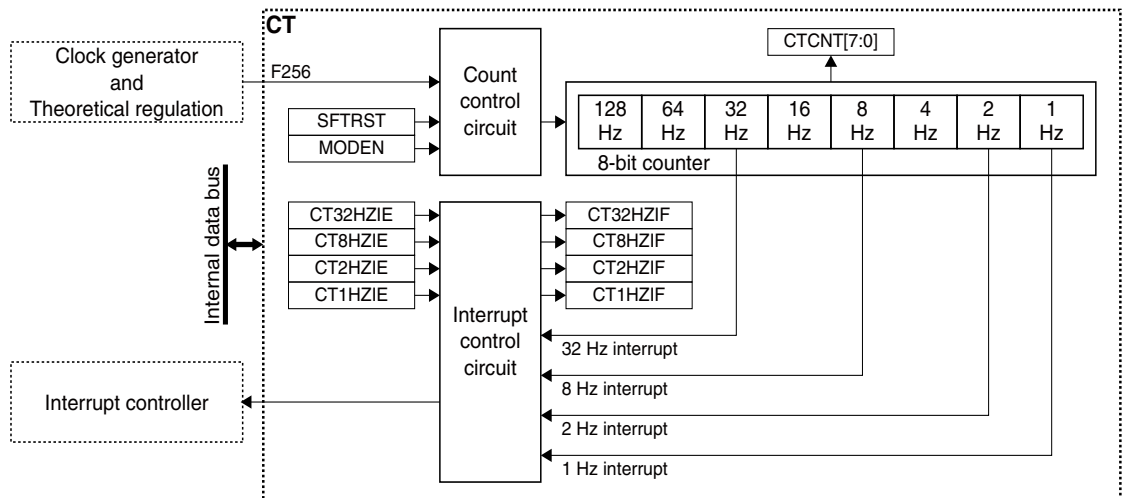 CT
Clock generator
and
Theoretical regulation
F256
SFTRST
MODEN
Count
control
circuit
CTCNT[7:0]
128 Hz
64 Hz
32 Hz
16 Hz
8 Hz
4 Hz
2 Hz
1 Hz
8-bit counter
Internal data bus
CT32HZIE
CT8HZIE
CT2HZIE
CT1HZIE
Interrupt
control
circuit
CT32HZIF
CT8HZIF
CT2HZIF
CT1HZIF
32 Hz interrupt
8 Hz interrupt
2 Hz interrupt
1 Hz interrupt
Interrupt controller